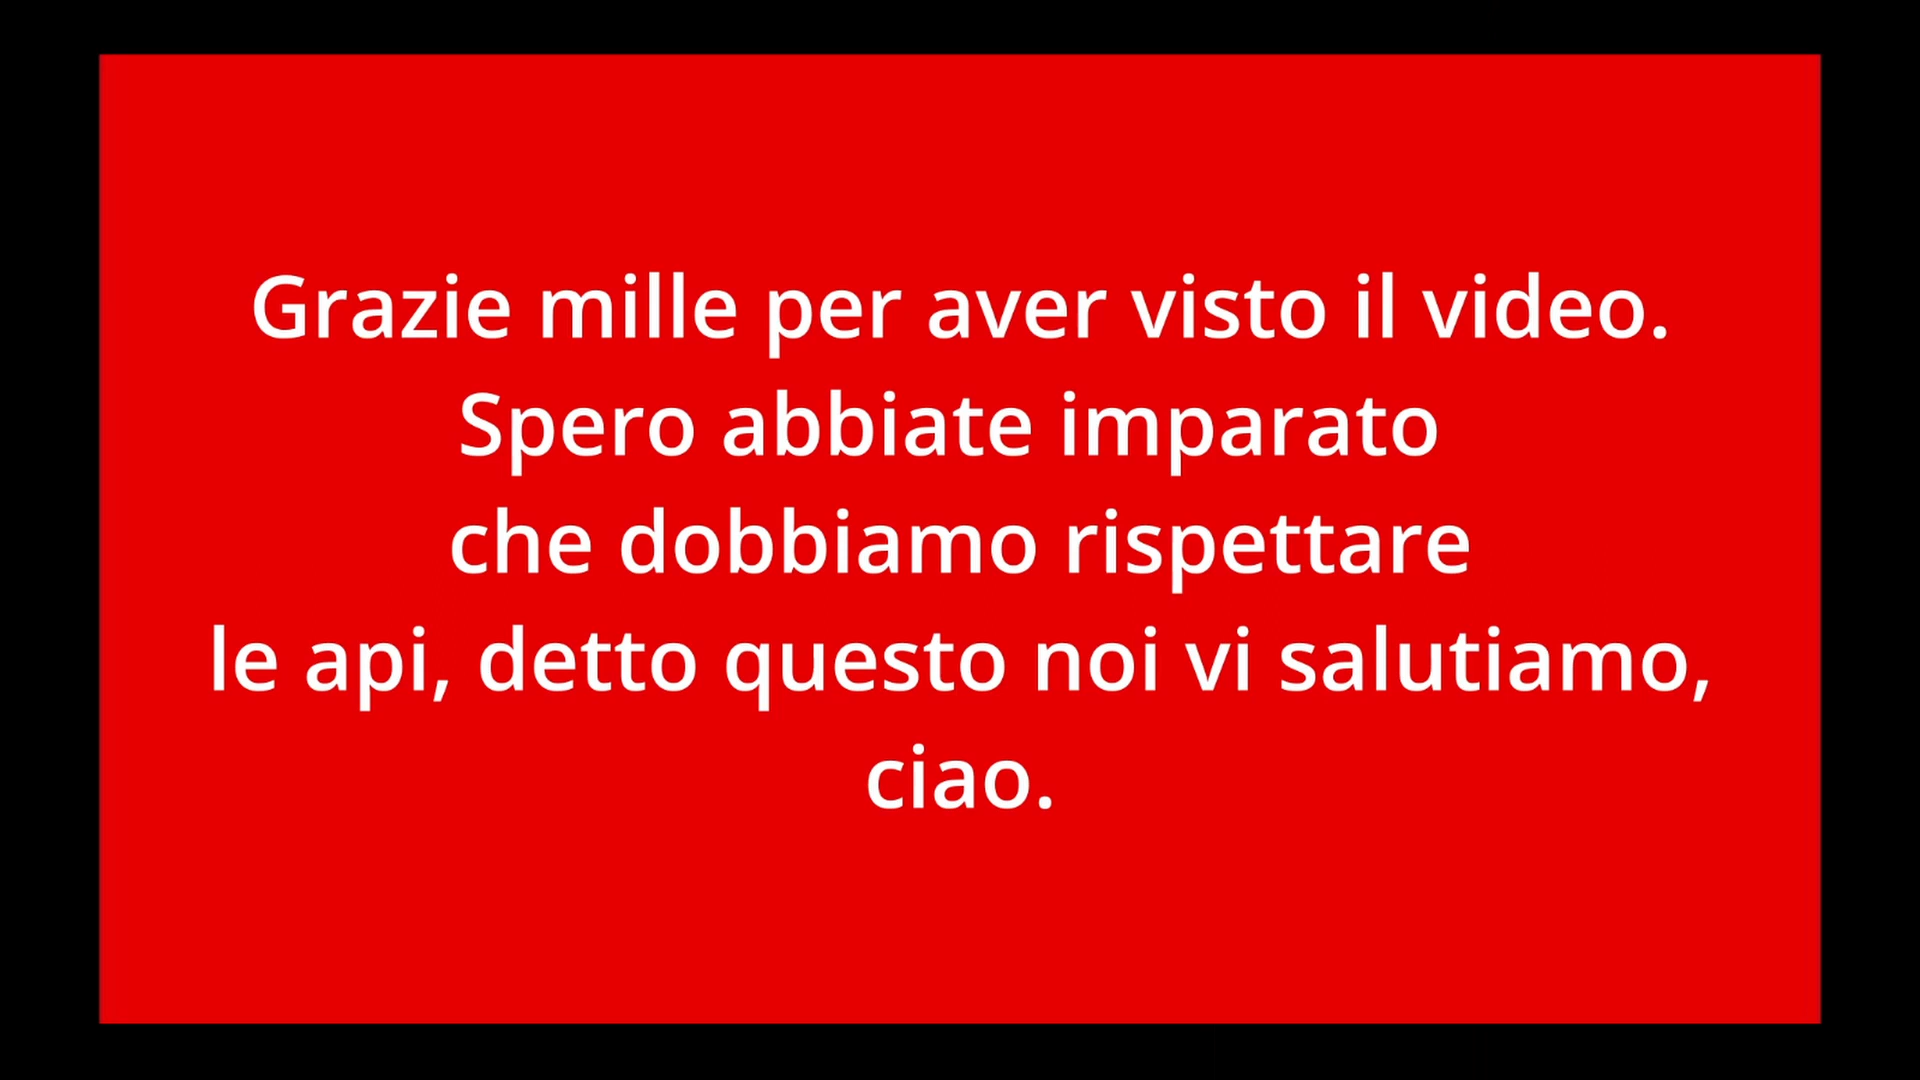 Grazie mille per aver visto il video.
Spero abbiate imparato
che dobbiamo rispettare
le api, detto questo noi vi salutiamo,
ciao.